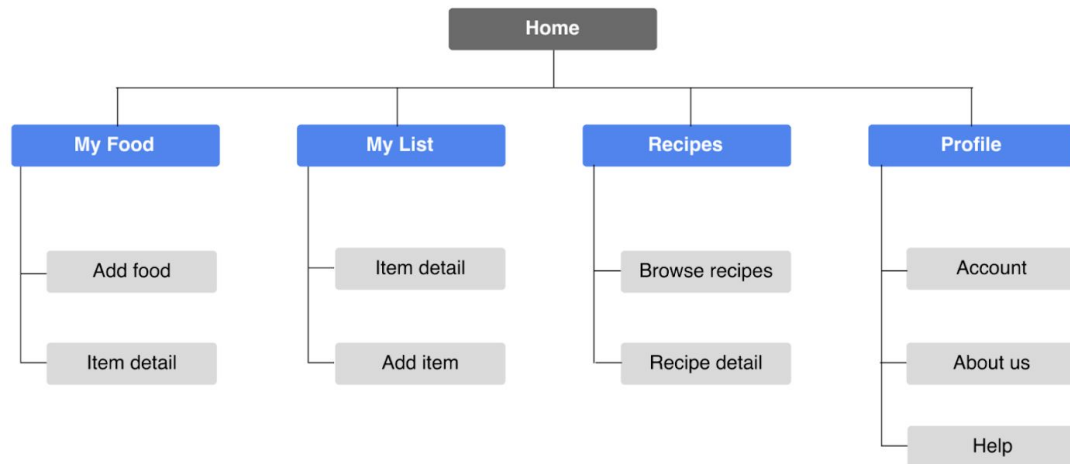 Home
My Food
My List
Recipes
Profile
Add food
Item detail
Item detail
Add item
Browse recipes
Recipe detail
Account
About us
Help